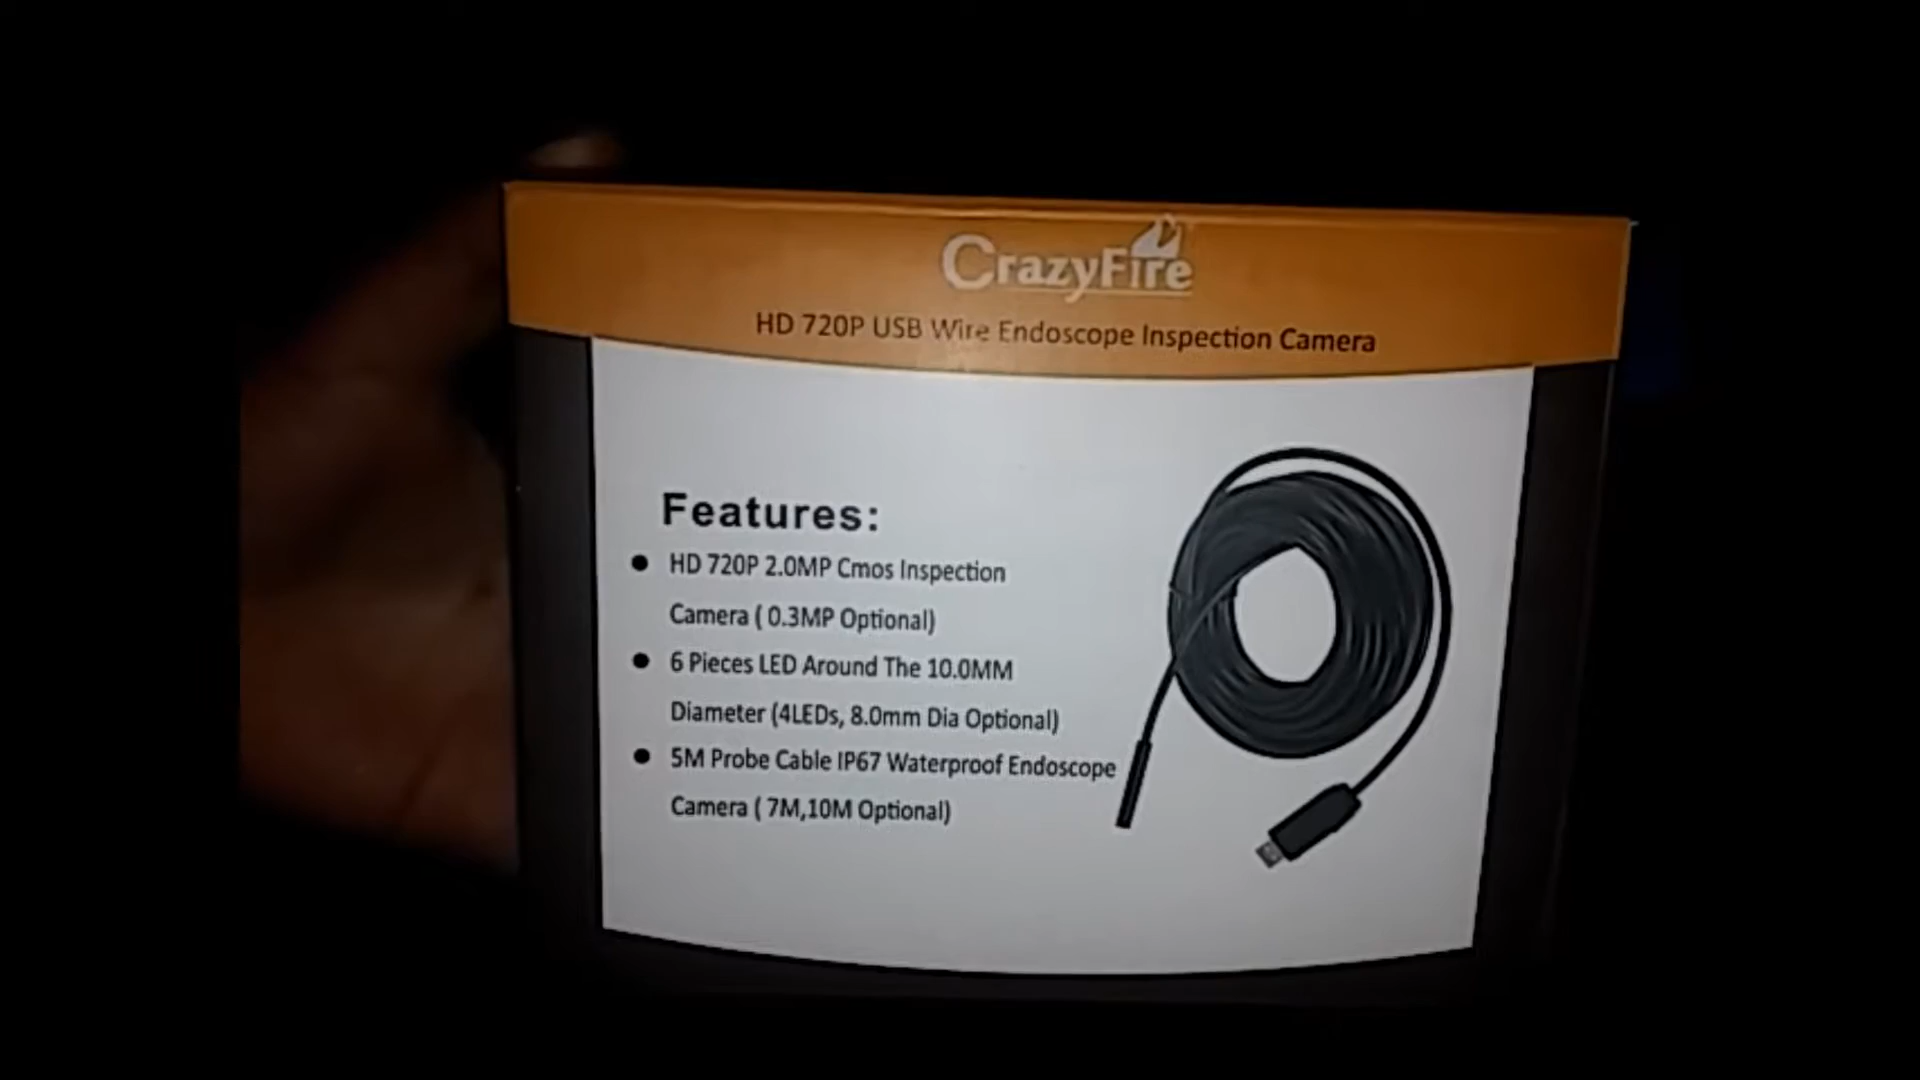 CrazyFire
HD 720P USB Wire Endoscope Inspection Camera
Features:
● HD 720P 2.0MP Cmos Inspection
Camera ( 0.3MP Optional)
● 6 Pieces LED Around The 10.0MM
Diameter (4LEDs, 8.0mm Dia Optional)
● 5M Probe Cable IP67 Waterproof Endoscope
Camera ( 7M,10M Optional)